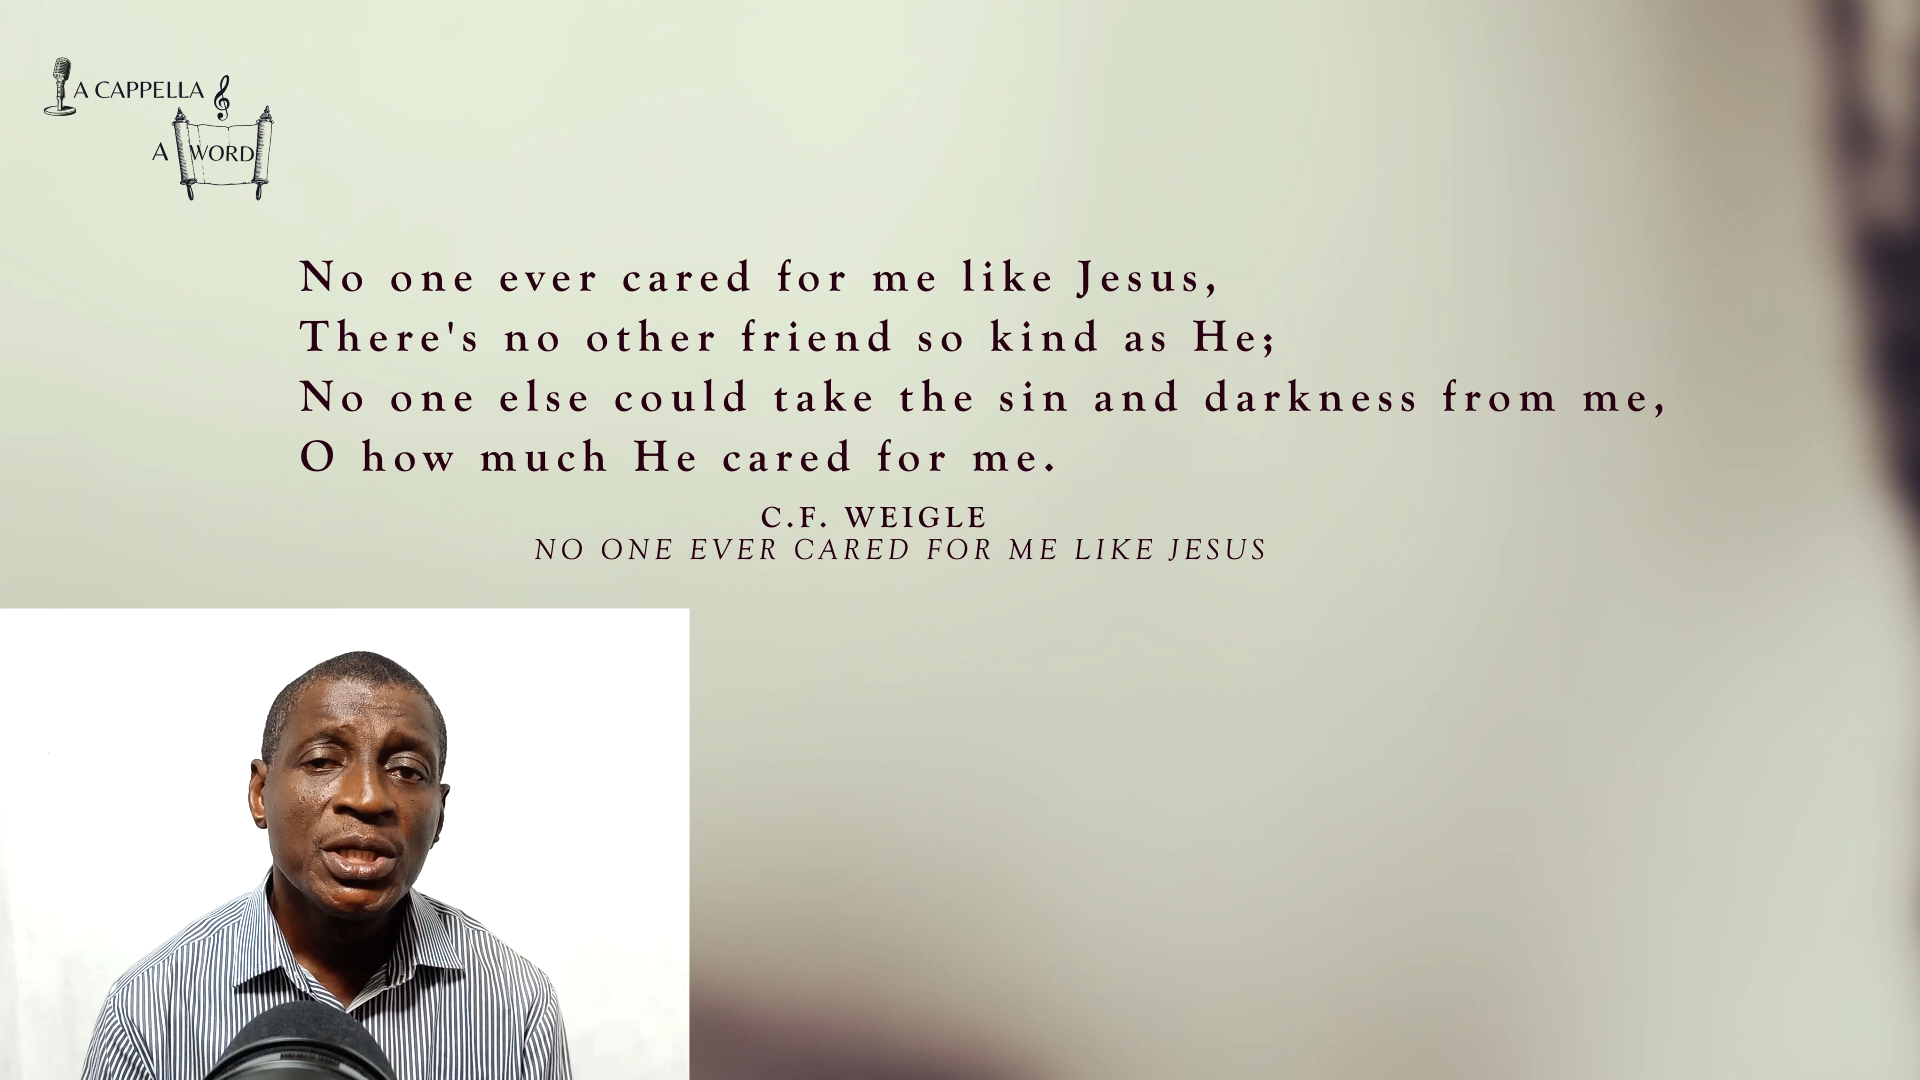 A CAPPELLA
A WORD
No one ever cared for me like Jesus,
There's no other friend so kind as He;
No one else could take the sin and darkness from me,
O how much He cared for me.
C.F. WEIGLE
NO ONE EVER CARED FOR ME LIKE JESUS